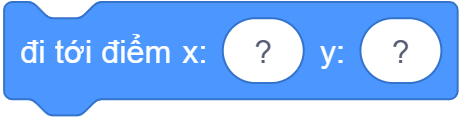 đi tới điểm x: ? y: ?